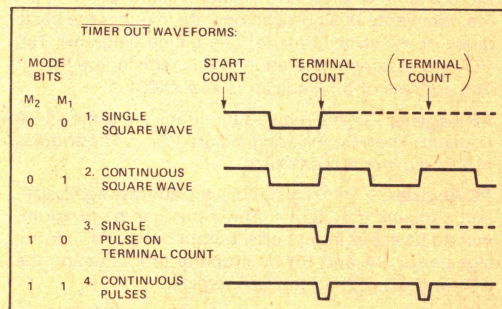 TIMER OUT WAVEFORMS:
MODE BITS
START COUNT
TERMINAL COUNT
(TERMINAL COUNT)
M2 M1
0 0 1. SINGLE SQUARE WAVE
0 1 2. CONTINUOUS SQUARE WAVE
1 0 3. SINGLE PULSE ON TERMINAL COUNT
1 1 4. CONTINUOUS PULSES